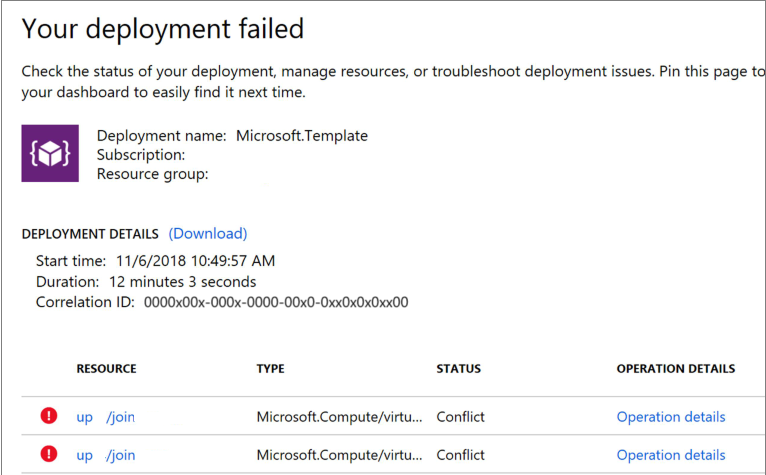 Your deployment failed
Check the status of your deployment, manage resources, or troubleshoot deployment issues. Pin this page to
your dashboard to easily find it next time.
Deployment name: Microsoft.Template
Subscription:
Resource group:
DEPLOYMENT DETAILS (Download)
Start time: 11/6/2018 10:49:57 AM
Duration: 12 minutes 3 seconds
Correlation ID: 0000x00x-000x-0000-00x0-0xx0x0x0xx00
RESOURCE TYPE STATUS OPERATION DETAILS
up /join Microsoft.Compute/virtu... Conflict Operation details
up /join Microsoft.Compute/virtu... Conflict Operation details